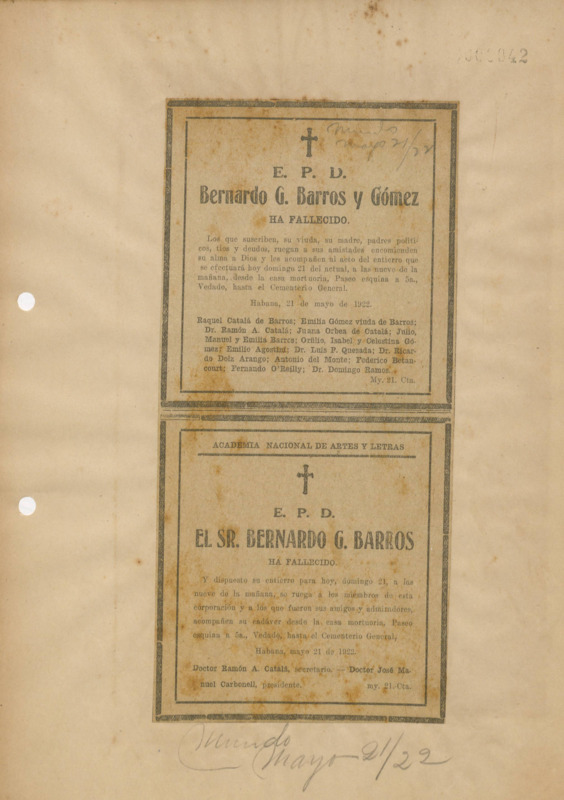 Mundo
mayo 21/22
E. P. D.
Bernardo G. Barros y Gómez
HA FALLECIDO.
Los que suscriben, su viuda, su madre, padres políti-
cos, tíos y deudos, ruegan a sus amistades encomienden
su alma a Dios y les acompañen al acto del entierro que
se efectuará hoy domingo 21 del actual, a las nueve de la
mañana, desde la casa mortuoria, Paseo esquina a 5a.,
Vedado, hasta el Cementerio General.
Habana, 21 de mayo de 1922.
Raquel Catalá de Barros; Emilia Gómez viuda de Barros;
Dr. Ramón A. Catalá; Juana Orbea de Catalá; Julio,
Manuel y Emilia Barros; Orfilio, Isabel y Celestina Gó-
mez; Emilio Agostini; Dr. Luis P. Quesada; Dr. Ricar-
do Dolz Arango; Antonio del Monte; Federico Betan-
court; Fernando O'Reilly; Dr. Domingo Ramos.
My. 21. Cta.
ACADEMIA NACIONAL DE ARTES Y LETRAS
E. P. D.
EL SR. BERNARDO G. BARROS
HA FALLECIDO.
Y dispuesto su entierro para hoy, domingo 21, a las
nueve de la mañana, se ruega a los miembros de esta
corporación y a los que fueron sus amigos y admiradores,
acompañen su cadáver desde la casa mortuoria, Paseo
esquina a 5a., Vedado, hasta el Cementerio General,
Habana, mayo 21 de 1922.
Doctor Ramón A. Catalá, secretario. — Doctor José Ma-
nuel Carbonell, presidente. my. 21. Cta.
Mundo
Mayo 21/22